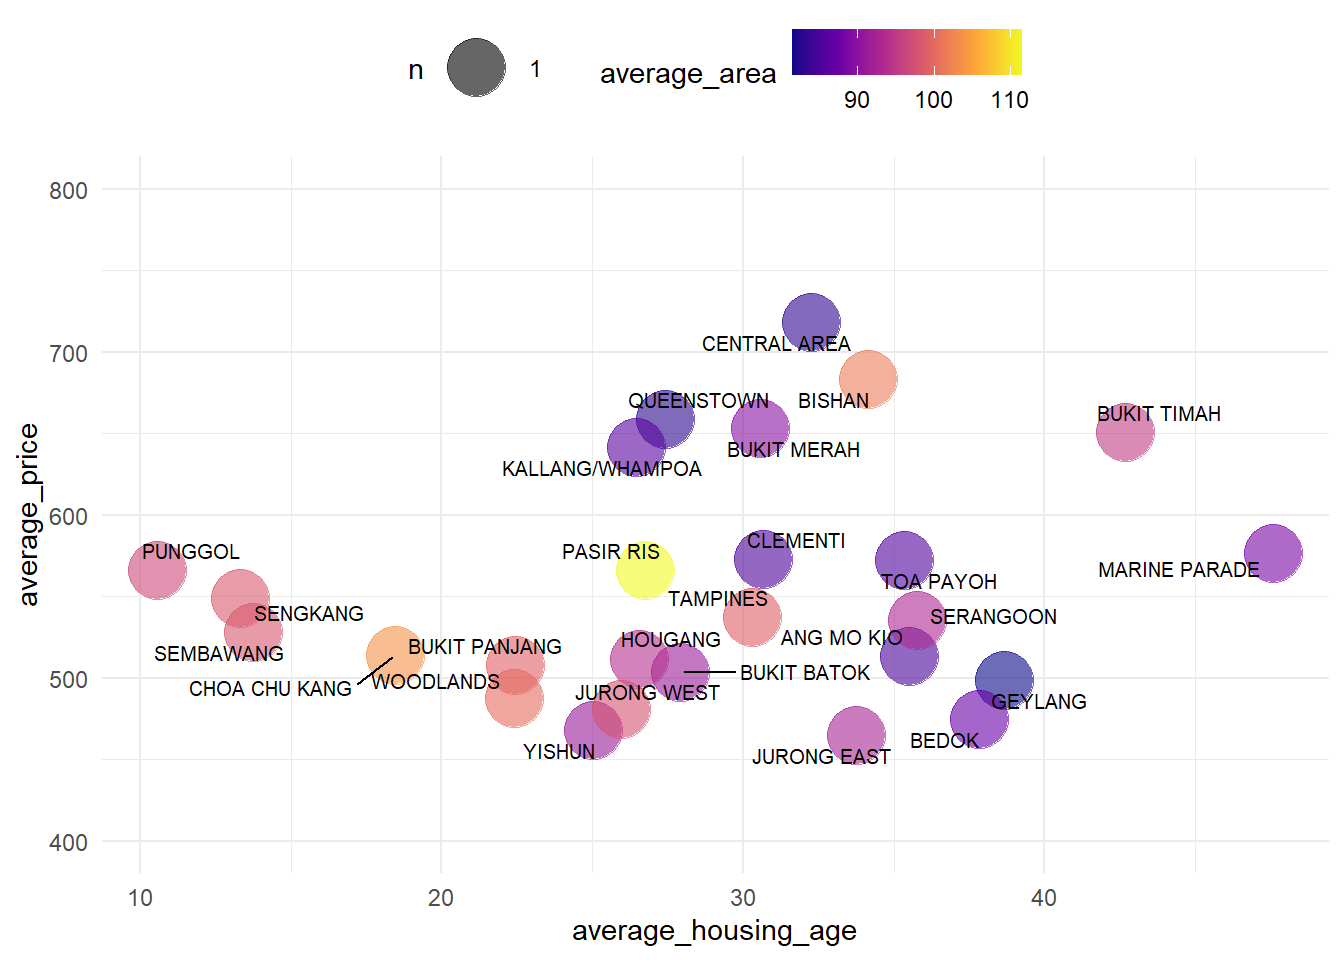 n
1
average_area
90
100
110
average_price
800
700
600
500
400
CENTRAL AREA
QUEENSTOWN
BISHAN
BUKIT TIMAH
BUKIT MERAH
KALLANG/WHAMPOA
PUNGGOL
PASIR RIS
CLEMENTI
MARINE PARADE
TOA PAYOH
TAMPINES
SENGKANG
SERANGOON
ANG MO KIO
HOUGANG
BUKIT PANJANG
SEMBAWANG
BUKIT BATOK
WOODLANDS
CHOA CHU KANG
JURONG WEST
GEYLANG
BEDOK
YISHUN
JURONG EAST
10
20
30
40
average_housing_age